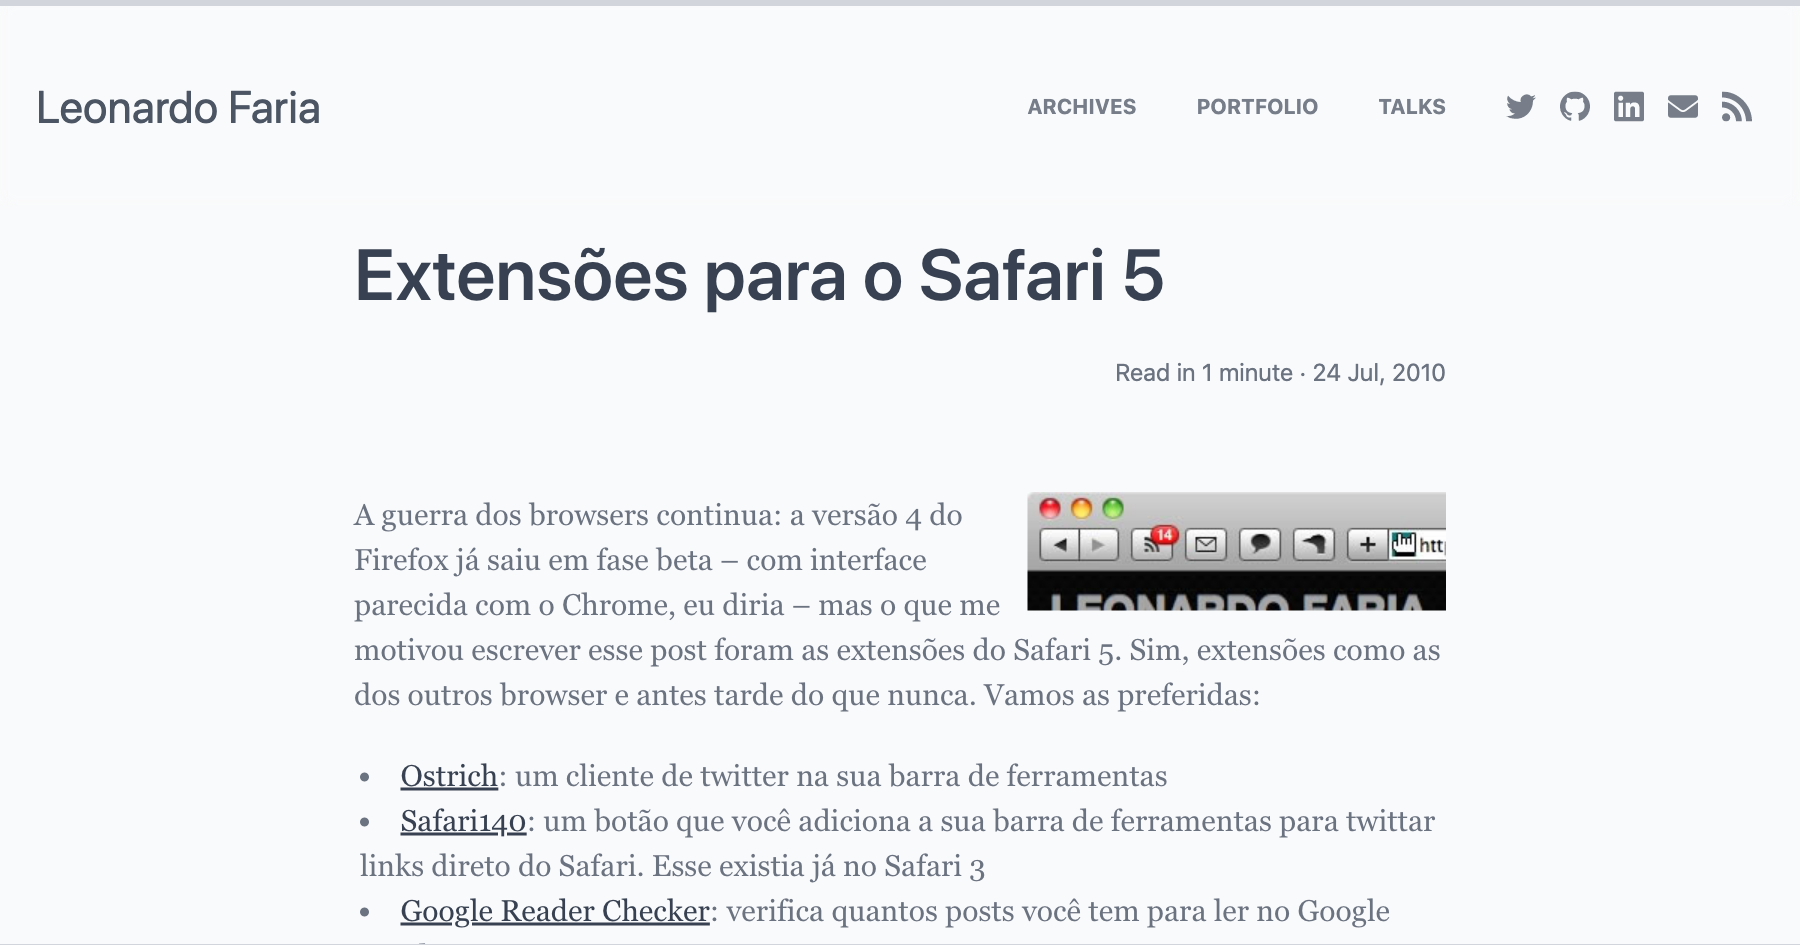 Leonardo Faria
ARCHIVES PORTFOLIO TALKS
Extensões para o Safari 5
Read in 1 minute · 24 Jul, 2010
A guerra dos browsers continua: a versão 4 do
Firefox já saiu em fase beta – com interface
parecida com o Chrome, eu diria – mas o que me
motivou escrever esse post foram as extensões do Safari 5. Sim, extensões como as
dos outros browser e antes tarde do que nunca. Vamos as preferidas:
14
http
LEONARDO FARIA
• Ostrich: um cliente de twitter na sua barra de ferramentas
• Safari140: um botão que você adiciona a sua barra de ferramentas para twittar
links direto do Safari. Esse existia já no Safari 3
• Google Reader Checker: verifica quantos posts você tem para ler no Google